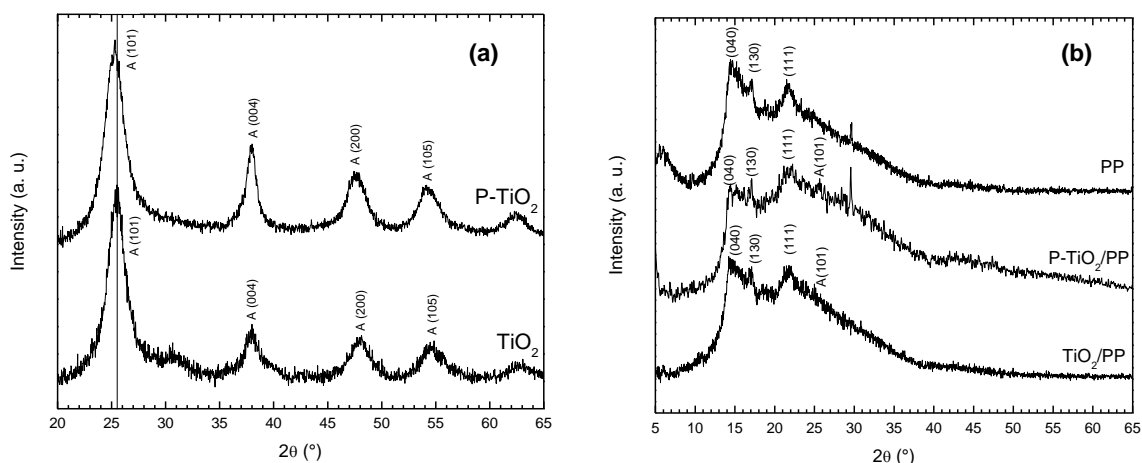 (a)
A (101)
A (004)
A (200)
A (105)
P-TiO₂
A (101)
A (004)
A (200)
A (105)
TiO₂
Intensity (a. u.)
20 25 30 35 40 45 50 55 60 65
2θ (°)
(b)
(040)
(130)
(111)
PP
(040)
(130)
(111)
A(101)
P-TiO₂/PP
(040)
(130)
(111)
A(101)
TiO₂/PP
Intensity (a. u.)
5 10 15 20 25 30 35 40 45 50 55 60 65
2θ (°)